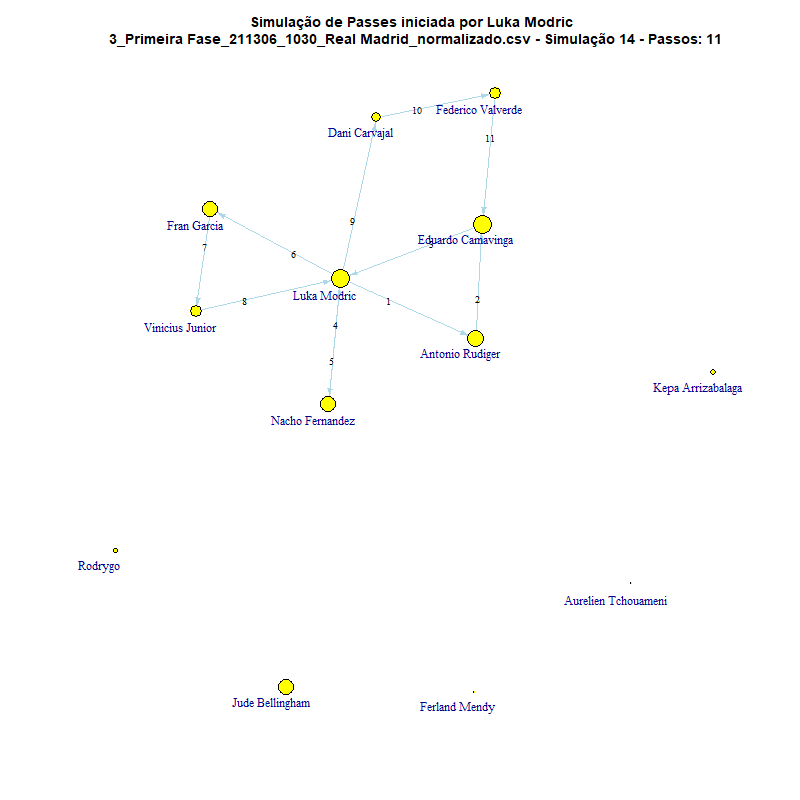 Simulação de Passes iniciada por Luka Modric
3_Primeira Fase_211306_1030_Real Madrid_normalizado.csv - Simulação 14 - Passos: 11
10
Federico Valverde
Dani Carvajal
11
9
Fran Garcia
Eduardo Camavinga
3
7
6
Luka Modric
8
1
2
Vinicius Junior
4
Antonio Rudiger
5
Kepa Arrizabalaga
Nacho Fernandez
Rodrygo
Aurelien Tchouameni
Jude Bellingham
Ferland Mendy